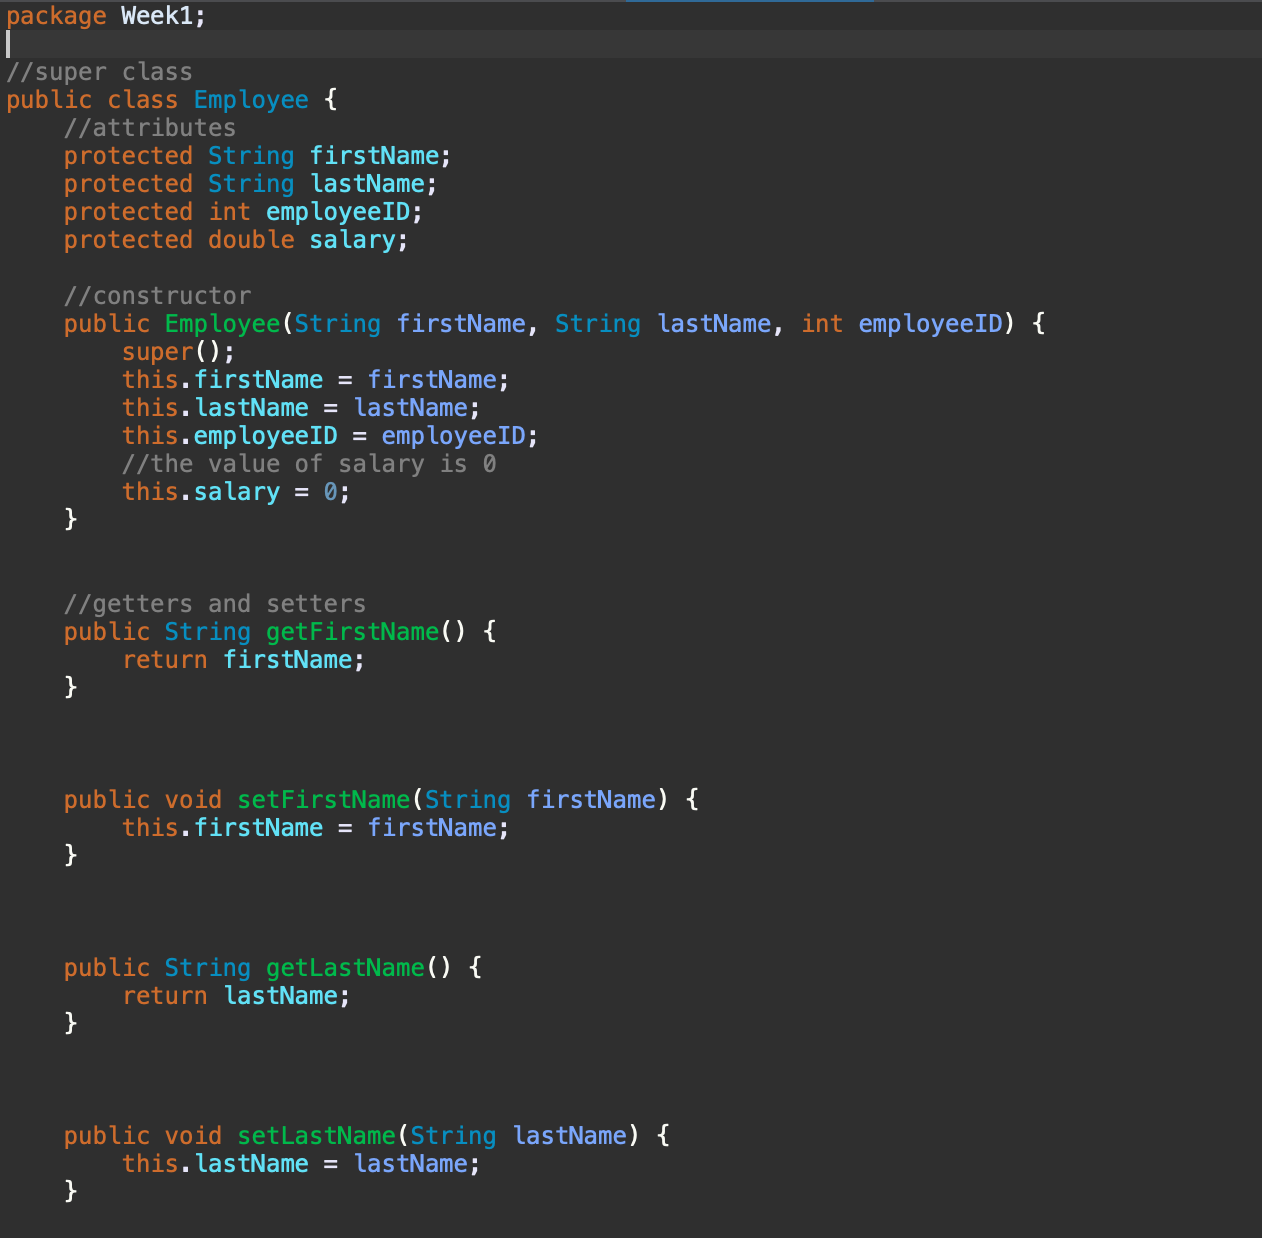 package Week1;
//super class
public class Employee {
    //attributes
    protected String firstName;
    protected String lastName;
    protected int employeeID;
    protected double salary;
    //constructor
    public Employee(String firstName, String lastName, int employeeID) {
        super();
        this.firstName = firstName;
        this.lastName = lastName;
        this.employeeID = employeeID;
        //the value of salary is 0
        this.salary = 0;
    }
    //getters and setters
    public String getFirstName() {
        return firstName;
    }
    public void setFirstName(String firstName) {
        this.firstName = firstName;
    }
    public String getLastName() {
        return lastName;
    }
    public void setLastName(String lastName) {
        this.lastName = lastName;
    }